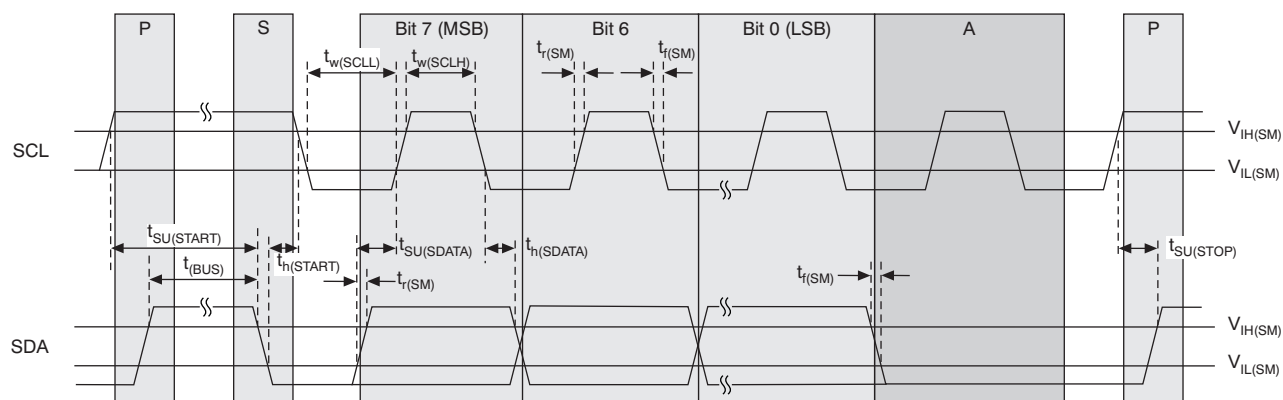 P S Bit 7 (MSB) Bit 6 Bit 0 (LSB) A P
tw(SCLL) tw(SCLH) tr(SM) tf(SM)
VIH(SM)
SCL
VIL(SM)
tSU(START) th(START) tSU(SDATA) th(SDATA) tSU(STOP)
t(BUS) tr(SM) tf(SM)
VIH(SM)
SDA
VIL(SM)